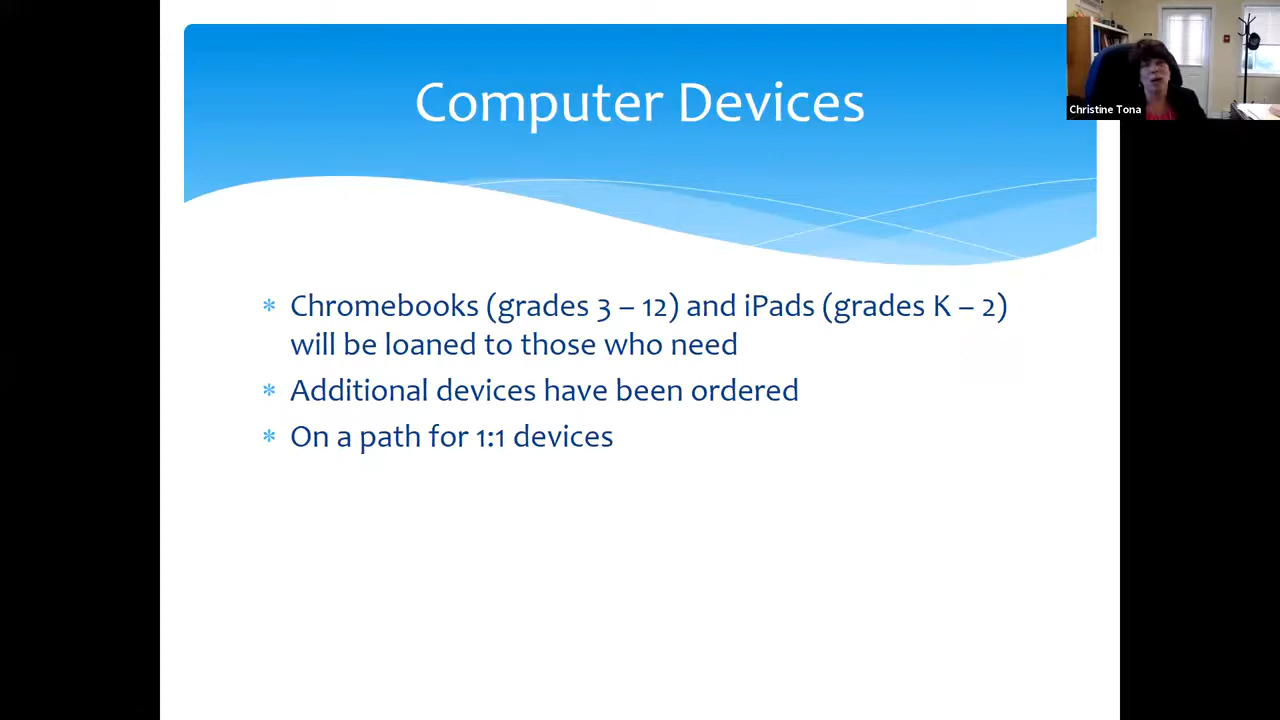 Computer Devices
Christine Tona
* Chromebooks (grades 3 – 12) and iPads (grades K – 2)
will be loaned to those who need
* Additional devices have been ordered
* On a path for 1:1 devices